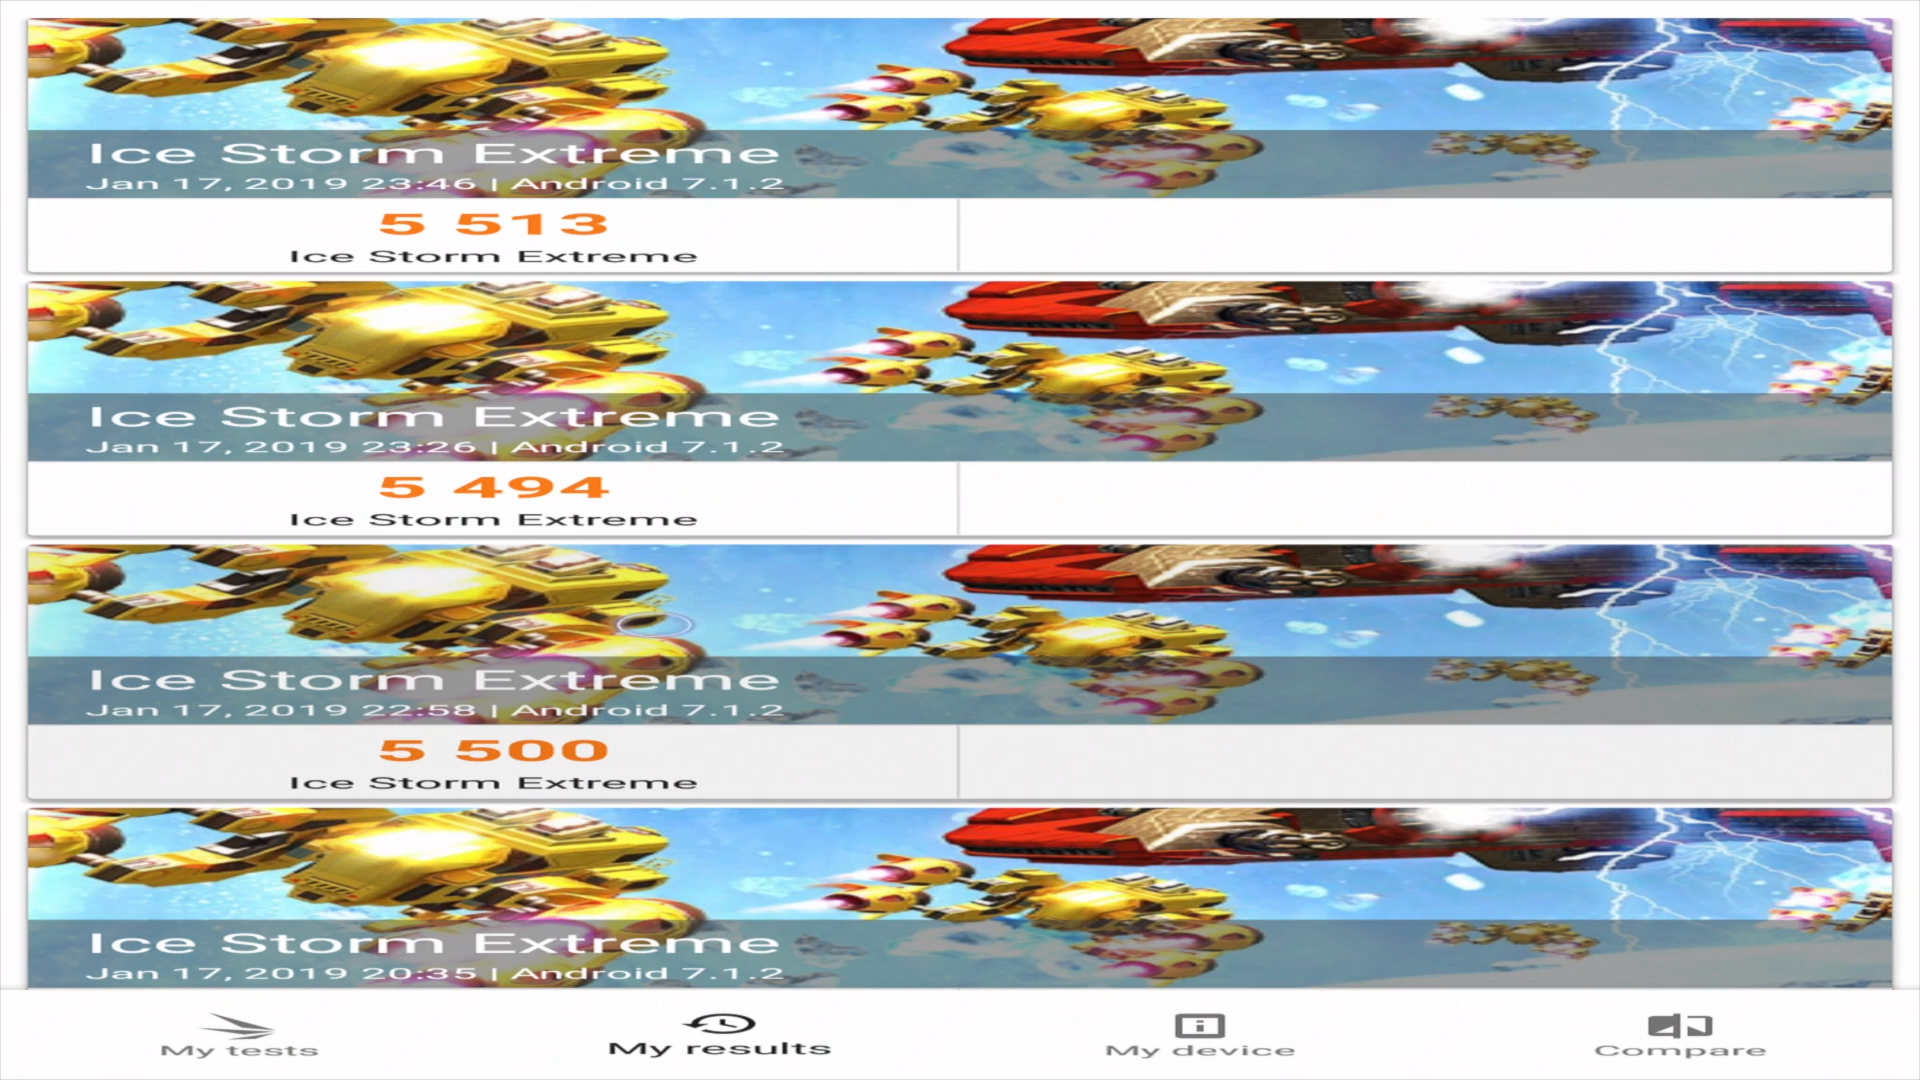 Ice Storm Extreme
Jan 17, 2019 23:46 | Android 7.1.2
5 513
Ice Storm Extreme
Ice Storm Extreme
Jan 17, 2019 23:26 | Android 7.1.2
5 494
Ice Storm Extreme
Ice Storm Extreme
Jan 17, 2019 22:58 | Android 7.1.2
5 500
Ice Storm Extreme
Ice Storm Extreme
Jan 17, 2019 20:35 | Android 7.1.2
My tests
My results
My device
Compare